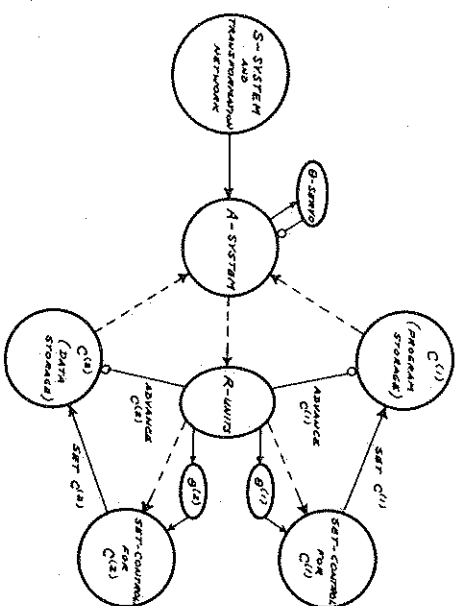 S-SYSTEM
AND
TRANSFORMATION
NETWORK
θ-SERVO
A-SYSTEM
R-UNITS
C(1)
(PROGRAM
STORAGE)
ADVANCE
C(1)
SET C(1)
θ(1)
SET-CONTROL
FOR
C(1)
C(2)
(DATA
STORAGE)
ADVANCE
C(2)
SET C(2)
θ(2)
SET-CONTROL
FOR
C(2)